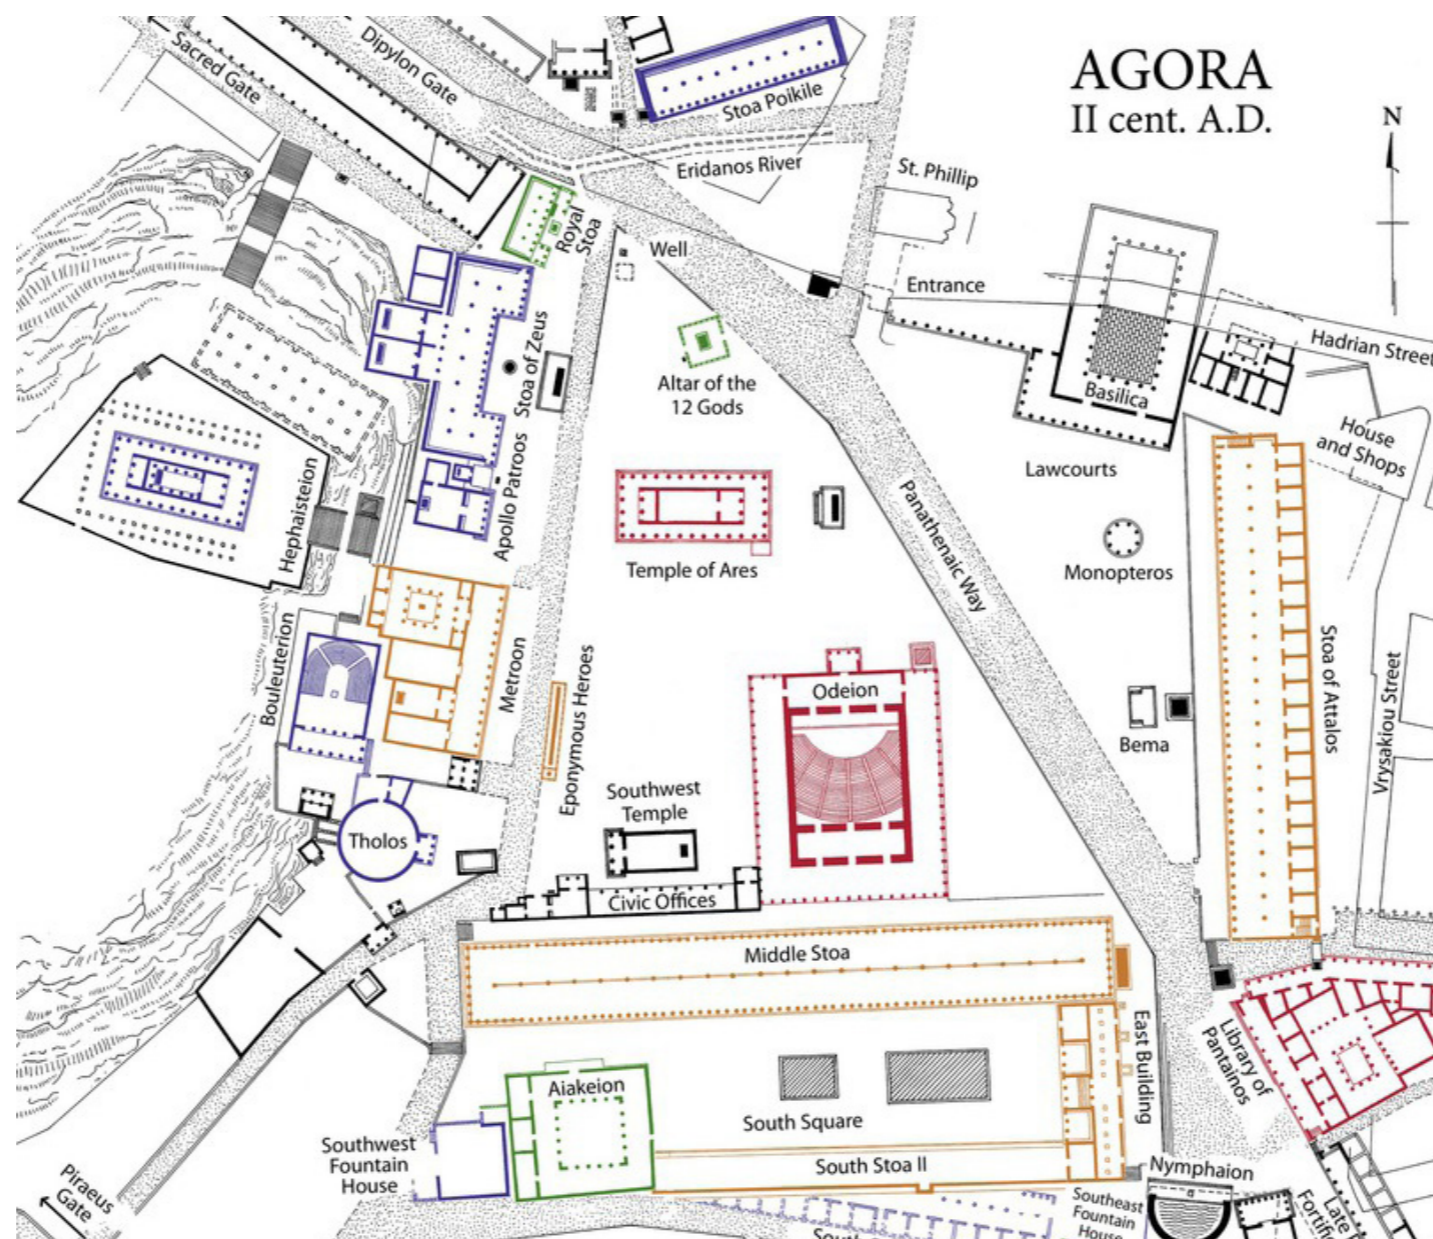 AGORA
II cent. A.D.
N
Sacred Gate
Dipylon Gate
Stoa Poikile
Eridanos River
St. Phillip
Royal
Stoa
Well
Entrance
Hadrian Street
Basilica
Stoa of Zeus
Altar of the
12 Gods
House
and Shops
Lawcourts
Apollo Patroos
Hephaisteion
Panathenaic Way
Temple of Ares
Monopteros
Bouleuterion
Metroon
Eponymous Heroes
Odeion
Stoa of Attalos
Vrysakiou Street
Bema
Southwest
Temple
Tholos
Civic Offices
Middle Stoa
East Building
Library of
Pantainos
Aiakeion
South Square
Southwest
Fountain
House
South Stoa II
Nymphaion
Piraeus
Gate
Southeast
Fountain
House
Late